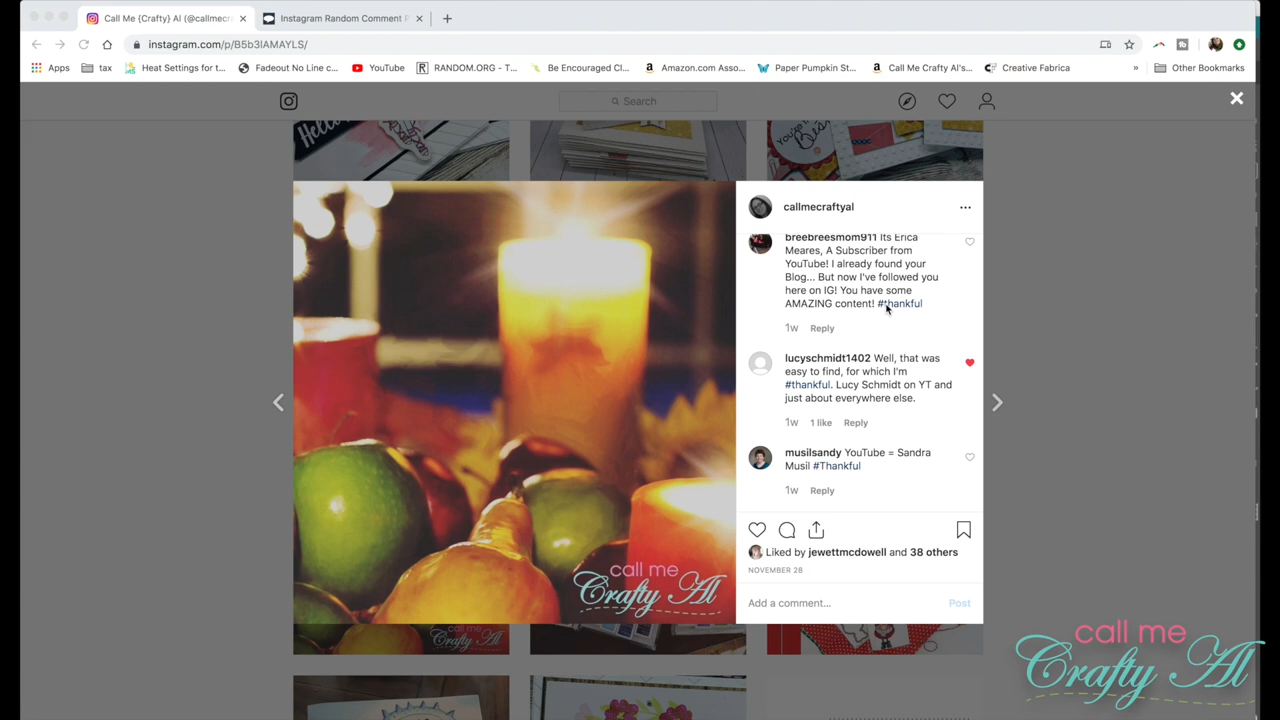 Call Me {Crafty} Al (@callmecra
Instagram Random Comment P
instagram.com/p/B5b3IAMAYLS/
Apps
tax
Heat Settings for t...
Fadeout No Line c...
YouTube
RANDOM.ORG - T...
Be Encouraged Cl...
Amazon.com Asso...
Paper Pumpkin St...
Call Me Crafty Al's...
Creative Fabrica
»
Other Bookmarks
Search
Hello
callmecraftyal
breebreesmom911 Its Erica
Meares, A Subscriber from
YouTube! I already found your
Blog... But now I've followed you
here on IG! You have some
AMAZING content! #thankful
1w Reply
lucyschmidt1402 Well, that was
easy to find, for which I'm
#thankful. Lucy Schmidt on YT and
just about everywhere else.
1w 1 like Reply
musilsandy YouTube = Sandra
Musil #Thankful
1w Reply
Liked by jewettmcdowell and 38 others
NOVEMBER 28
Add a comment... Post
call me
Crafty Al
call me
Crafty Al
Crafty Al